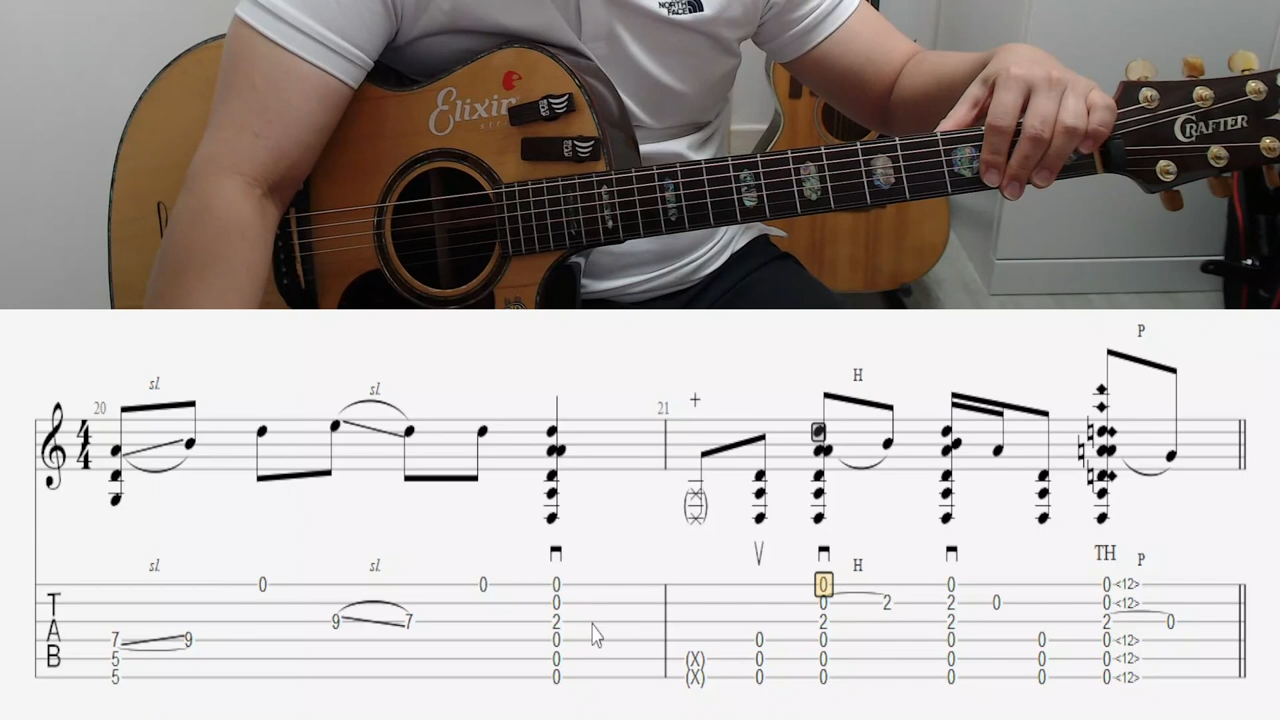 NORTH
FACE
Elixir
CRAFTER
P
sl.
sl.
H
20
21
+
4
4
sl.
sl.
V
H
TH
P
T
A
B
0 0 0 0 0 0 <12>
0 0 2 2 0 0 <12>
9 7 2 2 2 2 0
7 9 0 0 0 0 0 0 <12>
5 0 (X) 0 0 0 0 0 <12>
5 0 (X) 0 0 0 0 0 <12>